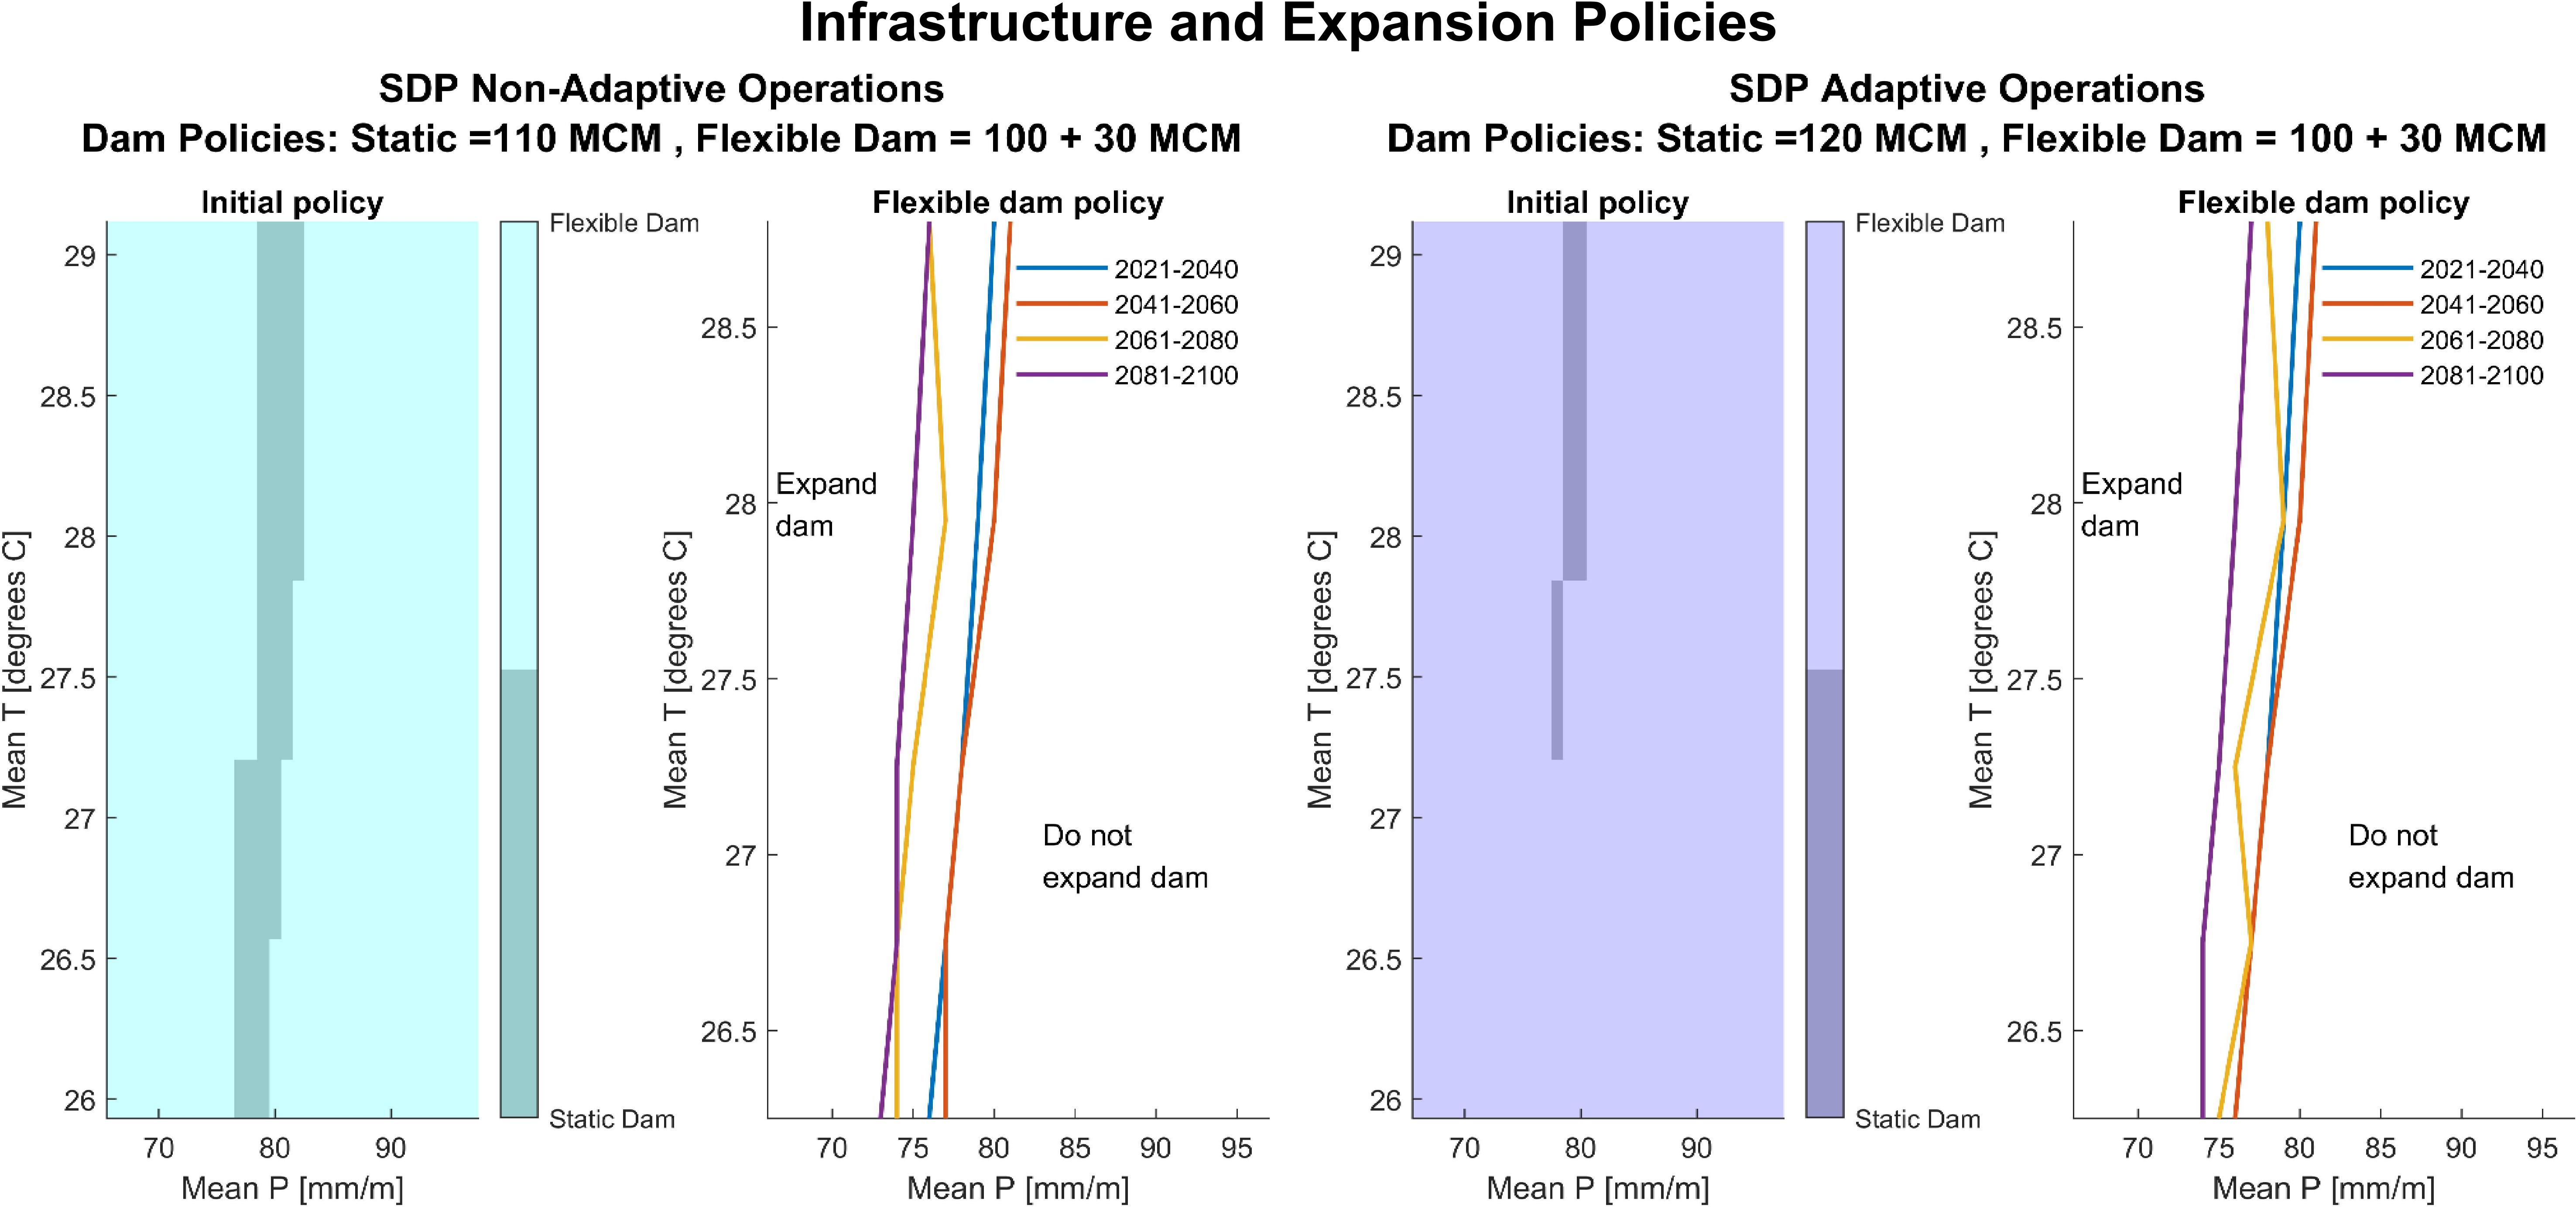 Infrastructure and Expansion Policies
SDP Non-Adaptive Operations
Dam Policies: Static =110 MCM , Flexible Dam = 100 + 30 MCM
Initial policy
Flexible Dam
Static Dam
29
28.5
28
27.5
27
26.5
26
Mean T [degrees C]
70 80 90
Mean P [mm/m]
Flexible dam policy
2021-2040
2041-2060
2061-2080
2081-2100
28.5
28
27.5
27
26.5
Mean T [degrees C]
Expand
dam
Do not
expand dam
70 75 80 85 90 95
Mean P [mm/m]
SDP Adaptive Operations
Dam Policies: Static =120 MCM , Flexible Dam = 100 + 30 MCM
Initial policy
Flexible Dam
Static Dam
29
28.5
28
27.5
27
26.5
26
Mean T [degrees C]
70 80 90
Mean P [mm/m]
Flexible dam policy
2021-2040
2041-2060
2061-2080
2081-2100
28.5
28
27.5
27
26.5
Mean T [degrees C]
Expand
dam
Do not
expand dam
70 75 80 85 90 95
Mean P [mm/m]